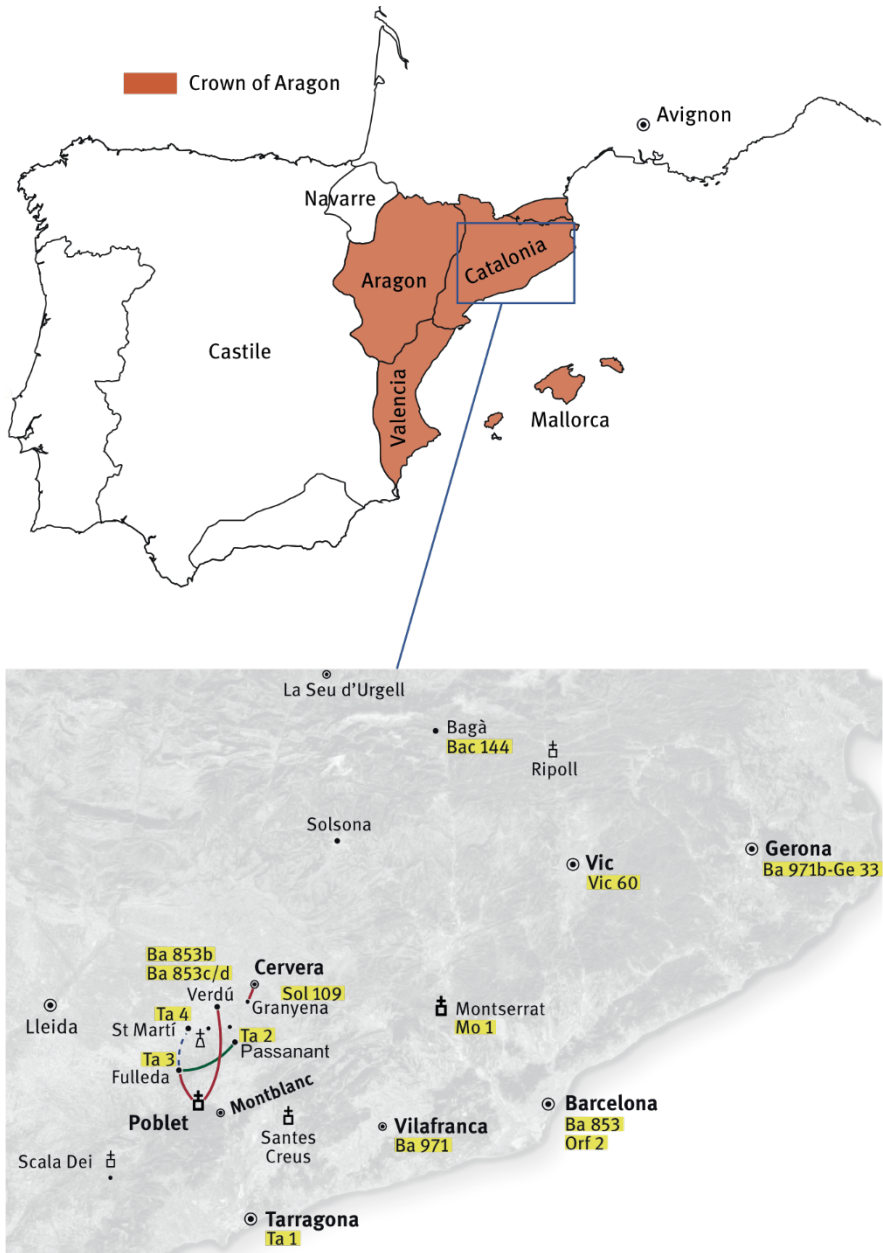 Crown of Aragon
Avignon
Navarre
Aragon
Catalonia
Castile
Valencia
Mallorca
La Seu d'Urgell
Bagà
Bac 144
Ripoll
Solsona
Vic
Vic 60
Gerona
Ba 971b-Ge 33
Ba 853b
Ba 853c/d
Verdú
Cervera
Sol 109
Granyena
Lleida
Ta 4
St Martí
Ta 2
Passanant
Ta 3
Fulleda
Montserrat
Mo 1
Poblet
Montblanc
Santes
Creus
Vilafranca
Ba 971
Barcelona
Ba 853
Orf 2
Scala Dei
Tarragona
Ta 1